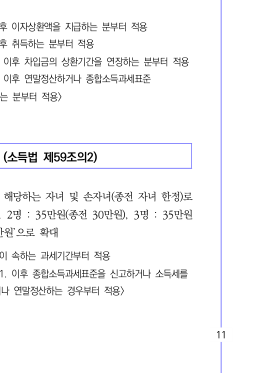 후 이자상환액을 지급하는 분부터 적용
후 취득하는 분부터 적용
이후 차입금의 상환기간을 연장하는 분부터 적용
이후 연말정산하거나 종합소득과세표준
는 분부터 적용〉
(소득법 제59조의2)
해당하는 자녀 및 손자녀(종전 자녀 한정)로
2명 : 35만원(종전 30만원), 3명 : 35만원
만원'으로 확대
이 속하는 과세기간부터 적용
1. 이후 종합소득과세표준을 신고하거나 소득세를
나 연말정산하는 경우부터 적용〉
11